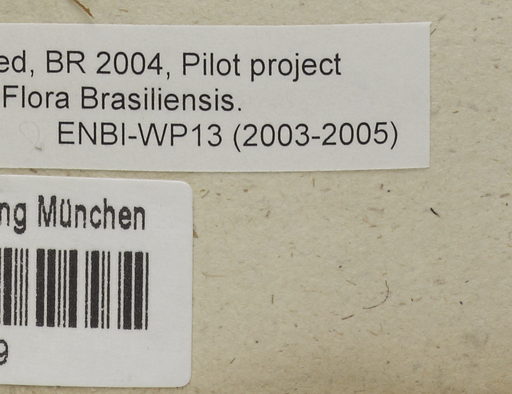 ed, BR 2004, Pilot project
Flora Brasiliensis.
ENBI-WP13 (2003-2005)
ng München
9